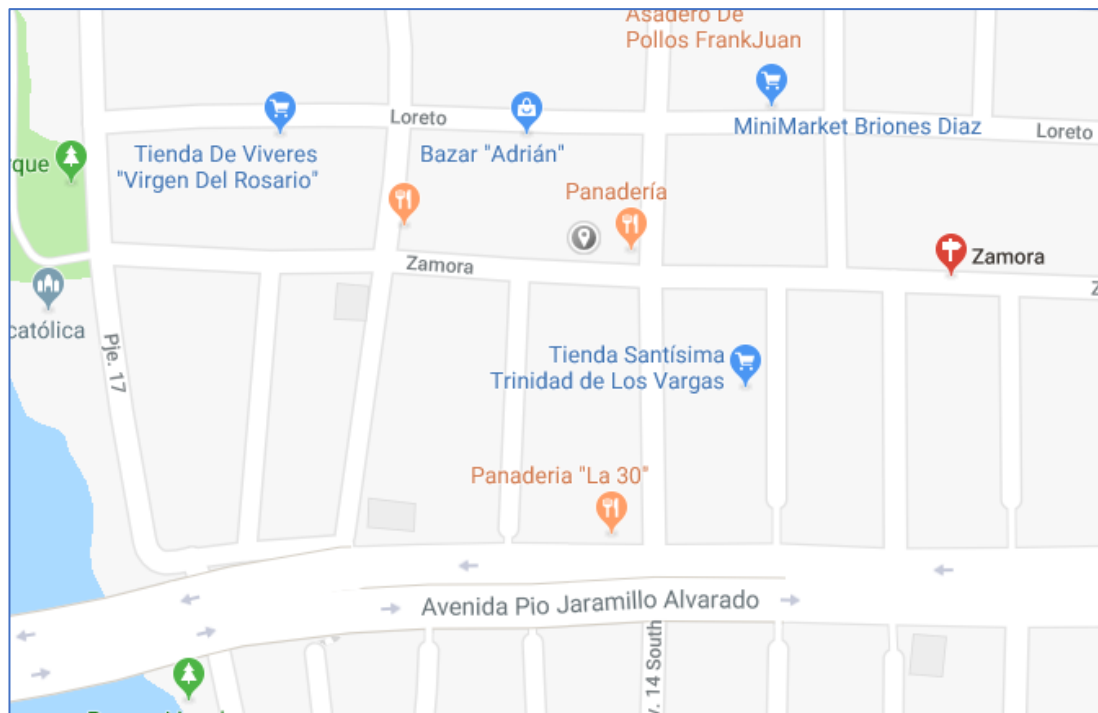 Asadero De
Pollos FrankJuan
Loreto
MiniMarket Briones Diaz
Loreto
Tienda De Viveres
"Virgen Del Rosario"
Bazar "Adrián"
que
Panadería
Zamora
Zamora
Z
católica
Pje. 17
Tienda Santísima
Trinidad de Los Vargas
Panaderia "La 30"
Avenida Pio Jaramillo Alvarado
v. 14 South